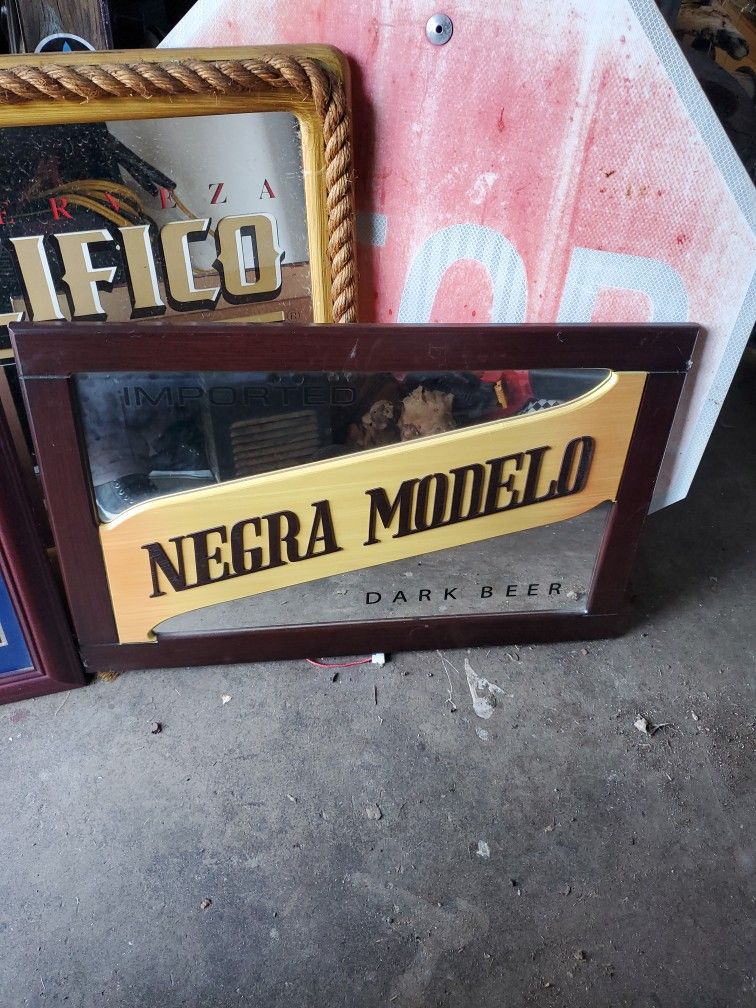 ERVEZA
IFICO
OP
IMPORTED
NEGRA MODELO
DARK BEER